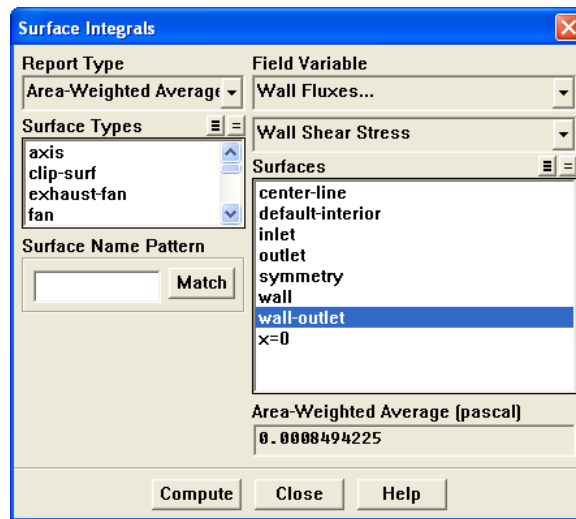 Surface Integrals
Report Type
Area-Weighted Average
Surface Types
axis
clip-surf
exhaust-fan
fan
Surface Name Pattern
Match
Field Variable
Wall Fluxes...
Wall Shear Stress
Surfaces
center-line
default-interior
inlet
outlet
symmetry
wall
wall-outlet
x=0
Area-Weighted Average (pascal)
0.0008494225
Compute
Close
Help